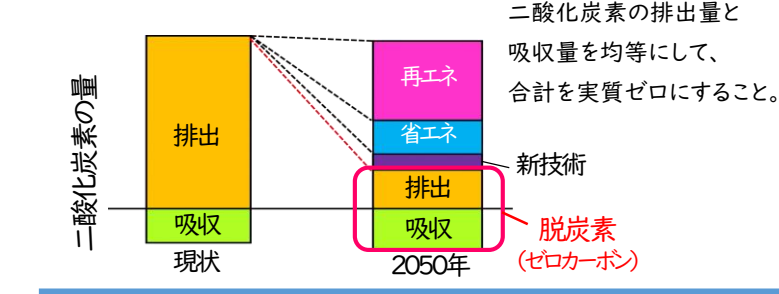 二酸化炭素の排出量と
吸収量を均等にして、
合計を実質ゼロにすること。
二酸化炭素の量
排出
吸収
現状
再エネ
省エネ
新技術
排出
吸収
2050年
脱炭素
(ゼロカーボン)